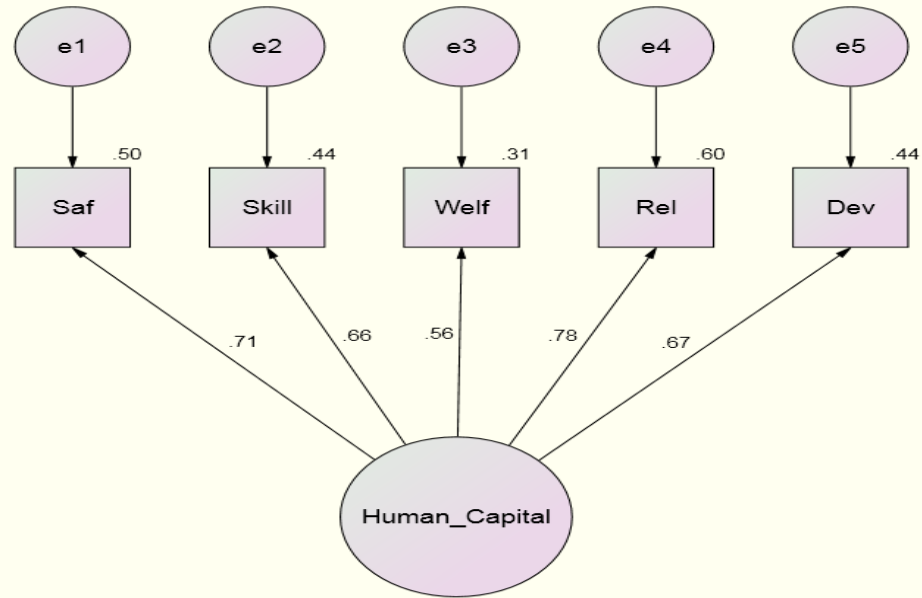 e1 e2 e3 e4 e5
.50 .44 .31 .60 .44
Saf Skill Welf Rel Dev
.71 .66 .56 .78 .67
Human_Capital